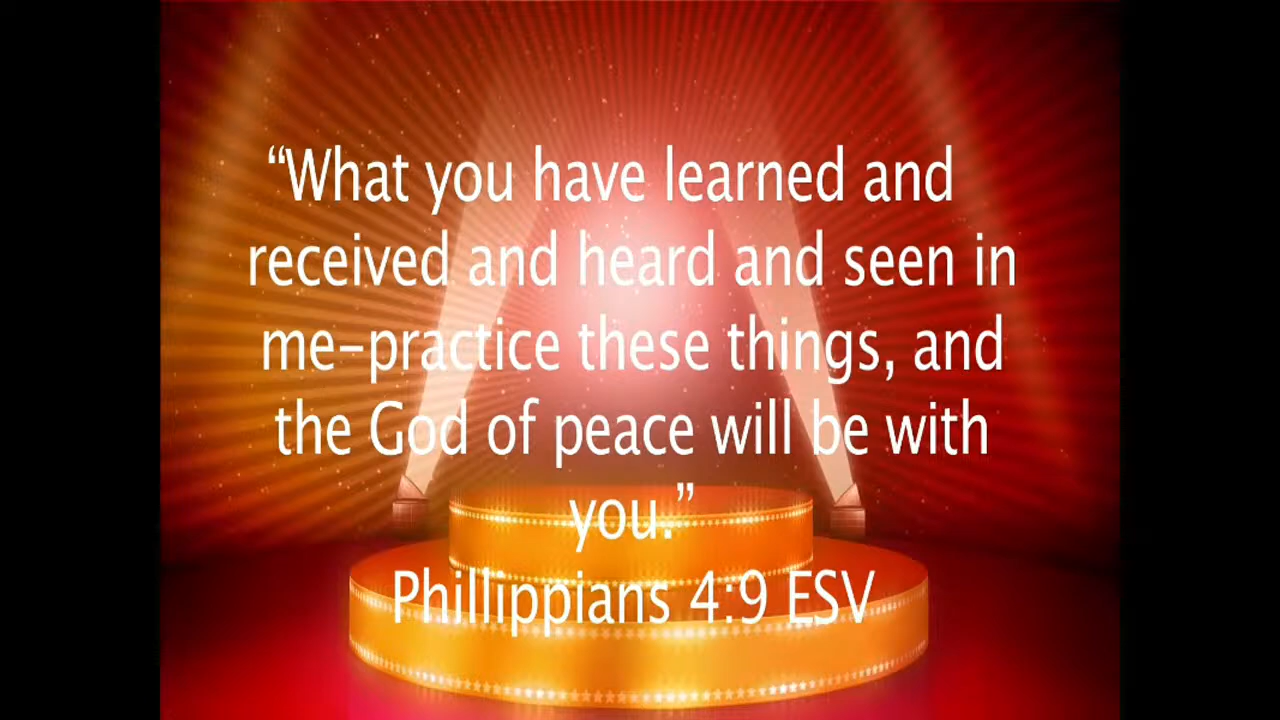 “What you have learned and
received and heard and seen in
me–practice these things, and
the God of peace will be with
you.”
Phillippians 4:9 ESV